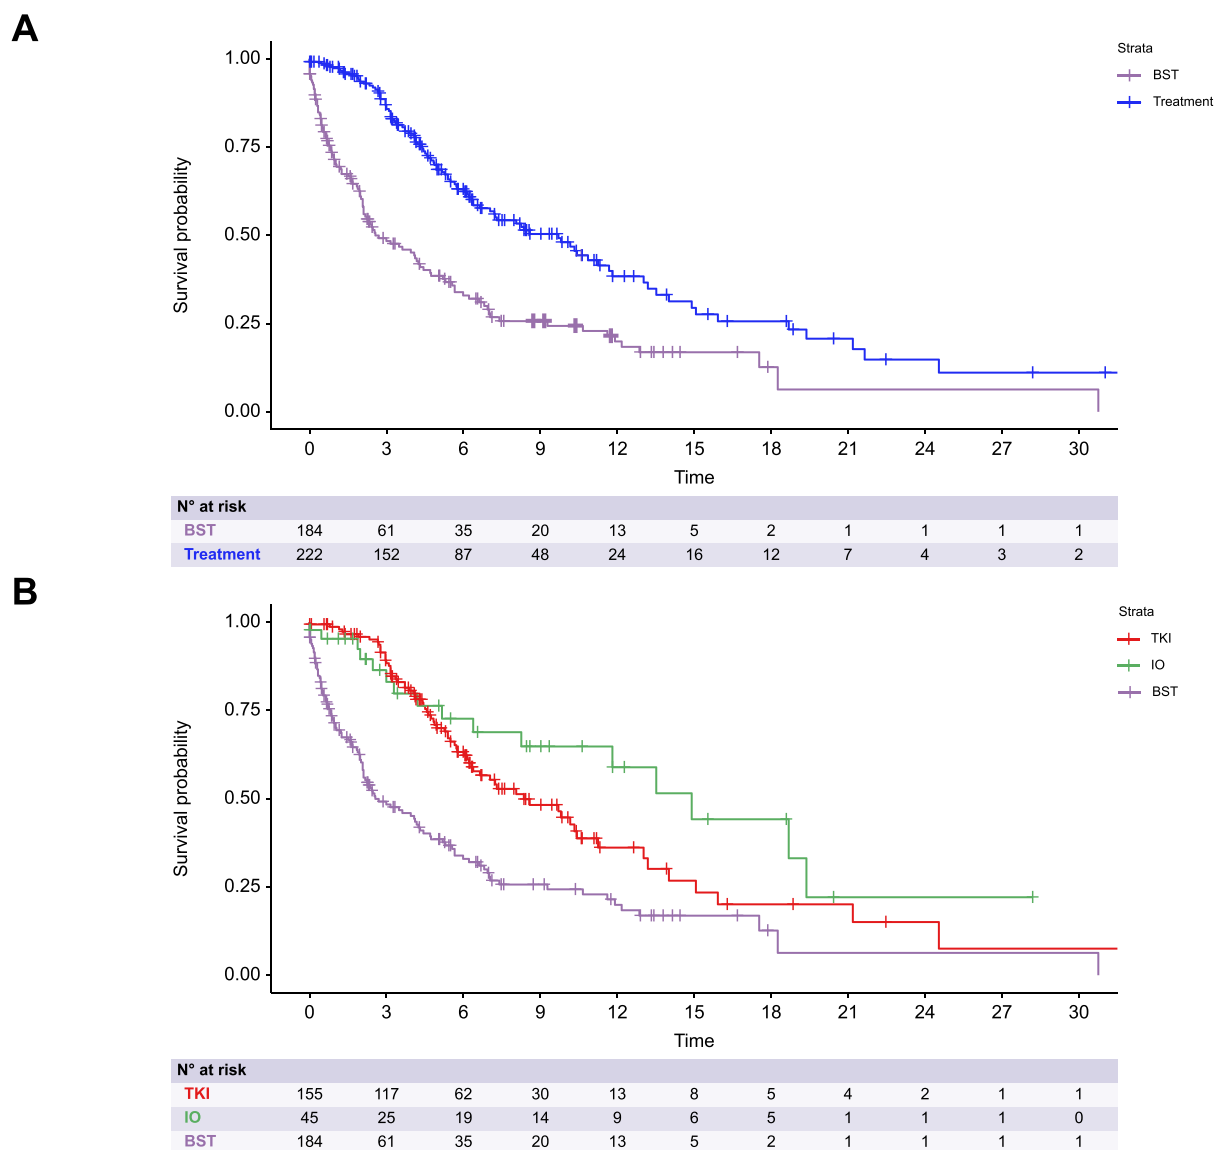 A
Strata
BST
Treatment
Survival probability
1.00
0.75
0.50
0.25
0.00
0 3 6 9 12 15 18 21 24 27 30
Time
N° at risk
BST 184 61 35 20 13 5 2 1 1 1 1
Treatment 222 152 87 48 24 16 12 7 4 3 2
B
Strata
TKI
IO
BST
Survival probability
1.00
0.75
0.50
0.25
0.00
0 3 6 9 12 15 18 21 24 27 30
Time
N° at risk
TKI 155 117 62 30 13 8 5 4 2 1 1
IO 45 25 19 14 9 6 5 1 1 1 0
BST 184 61 35 20 13 5 2 1 1 1 1